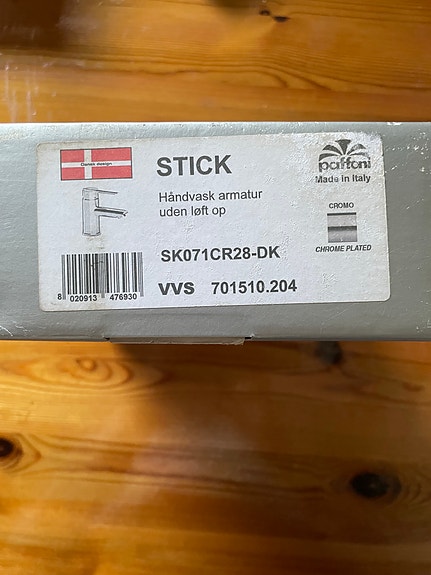 Dansk design
STICK
paffoni
Made in Italy
Håndvask armatur
uden løft op
CROMO
CHROME PLATED
SK071CR28-DK
8 020913 476930
VVS 701510.204